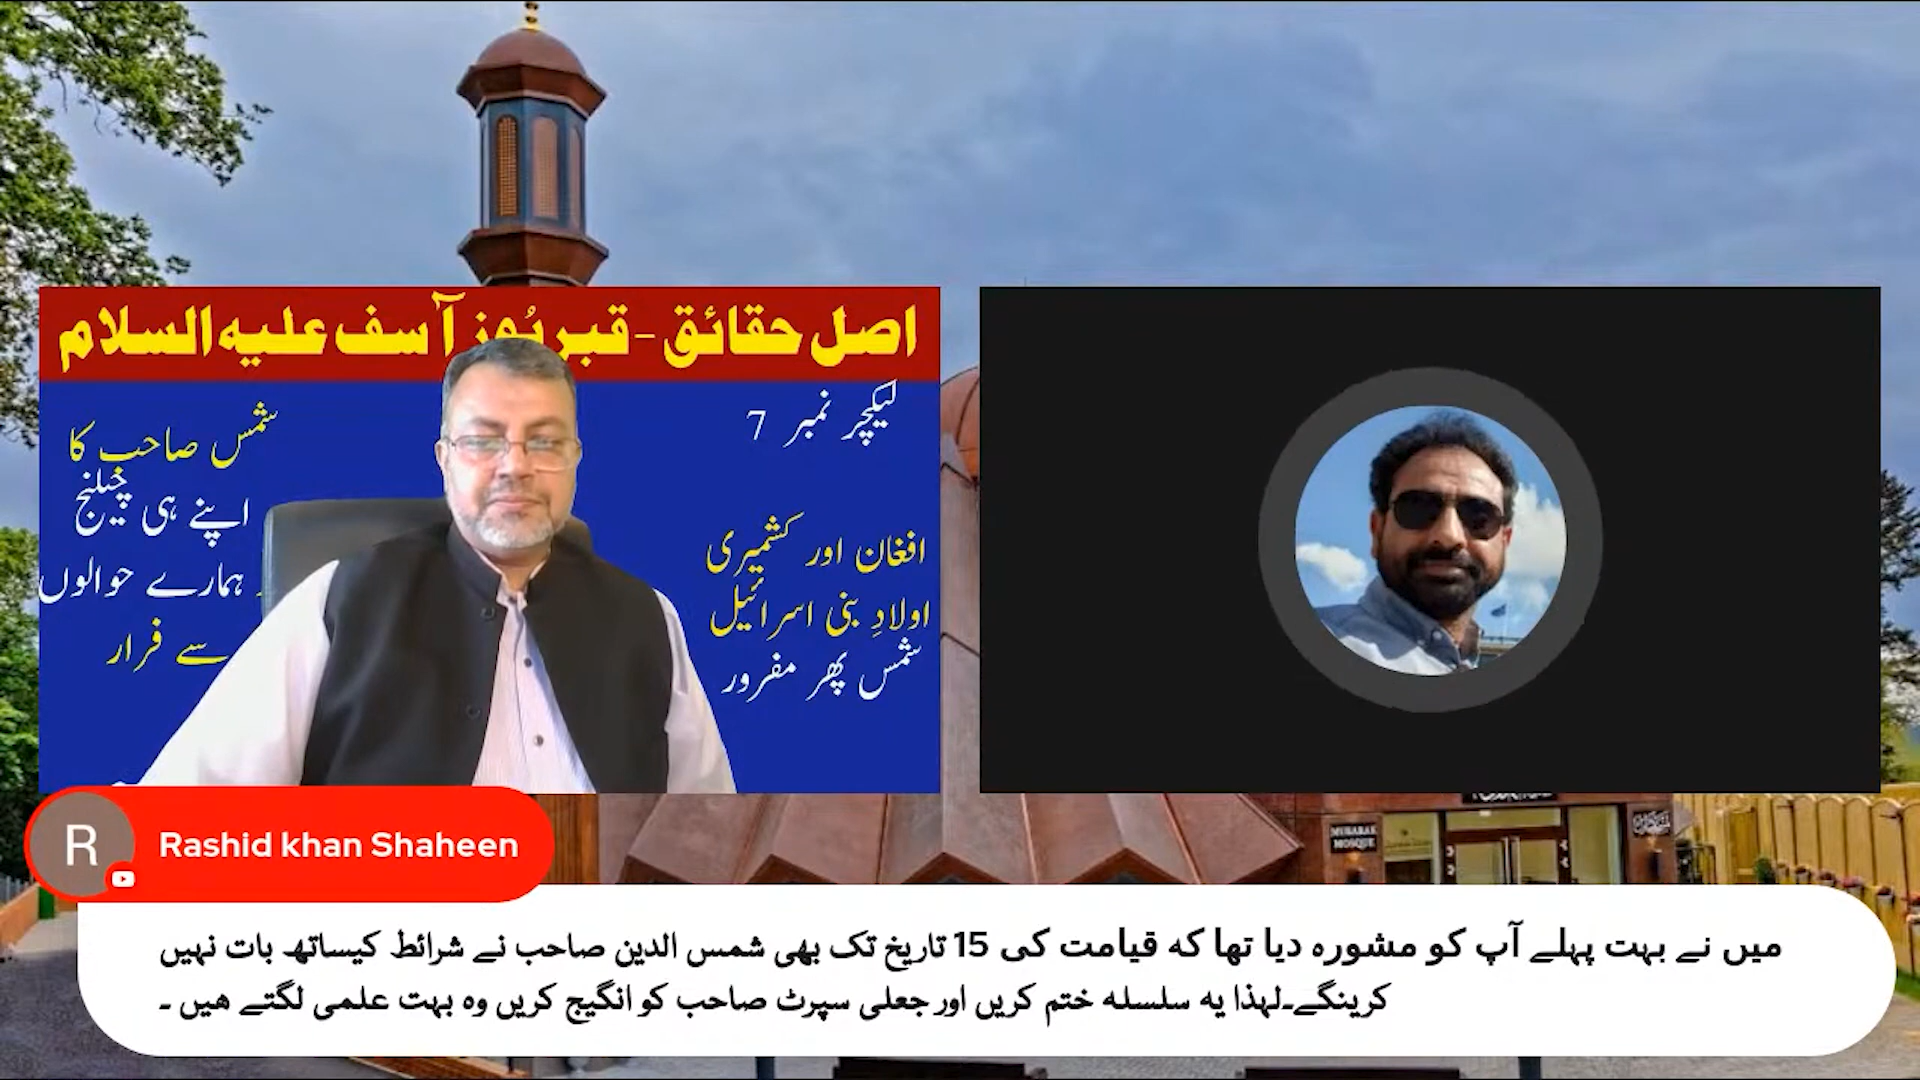 اصل حقائق - قبر یُوز آسف علیہ السلام
لیکچر نمبر 7
افغان اور کشمیری
اولادِ بنی اسرائیل
شمس پھر مفرور
شمس صاحب کا
اپنے ہی چیلنج
ہمارے حوالوں
سے فرار
MUBARAK
MOSQUE
Rashid khan Shaheen
R
میں نے بہت پہلے آپ کو مشورہ دیا تھا کہ قیامت کی 15 تاریخ تک بھی شمس الدین صاحب نے شرائط کیساتھ بات نہیں
کرینگے۔لہذا یہ سلسلہ ختم کریں اور جعلی سپرٹ صاحب کو انگیج کریں وہ بہت علمی لگتے ھیں ۔